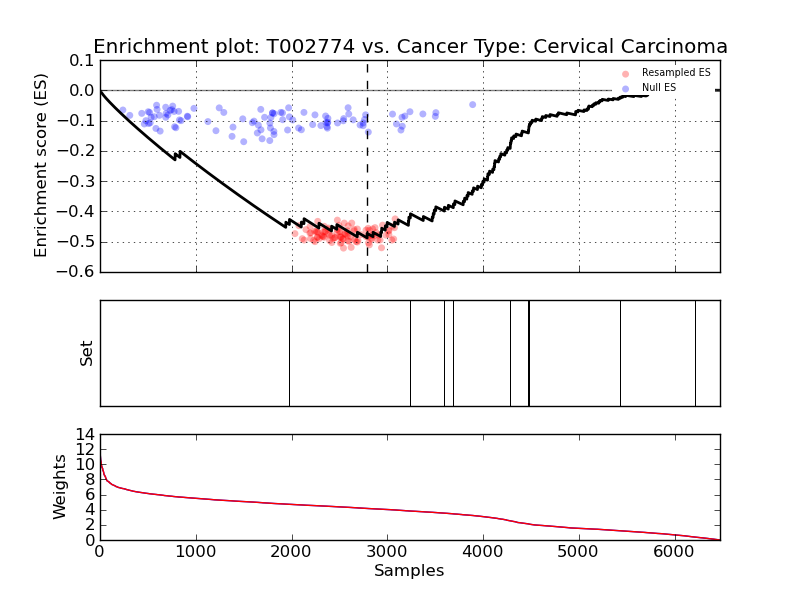 Enrichment plot: T002774 vs. Cancer Type: Cervical Carcinoma
Enrichment score (ES)
0.1
0.0
−0.1
−0.2
−0.3
−0.4
−0.5
−0.6
Resampled ES
Null ES
Set
Weights
14
12
10
8
6
4
2
0
0 1000 2000 3000 4000 5000 6000
Samples